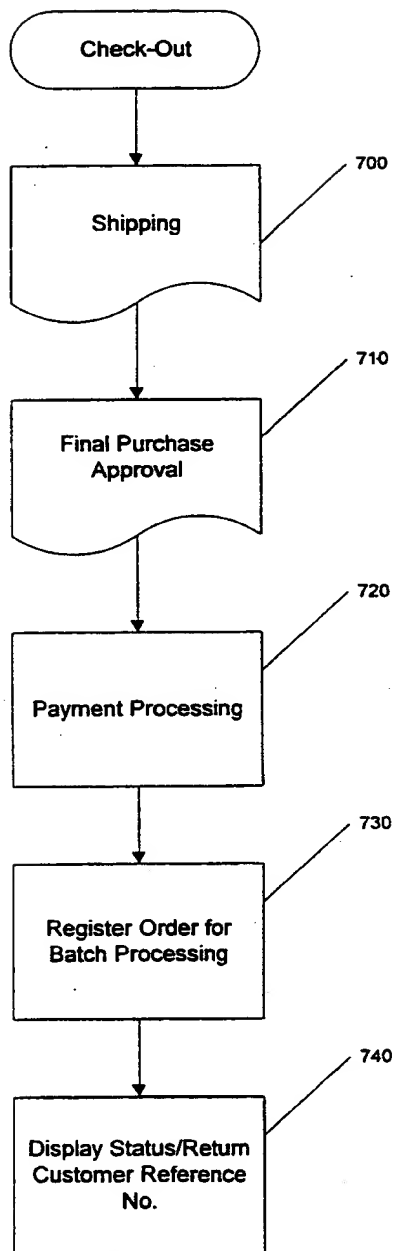 Check-Out
700
Shipping
710
Final Purchase
Approval
720
Payment Processing
730
Register Order for
Batch Processing
740
Display Status/Return
Customer Reference
No.